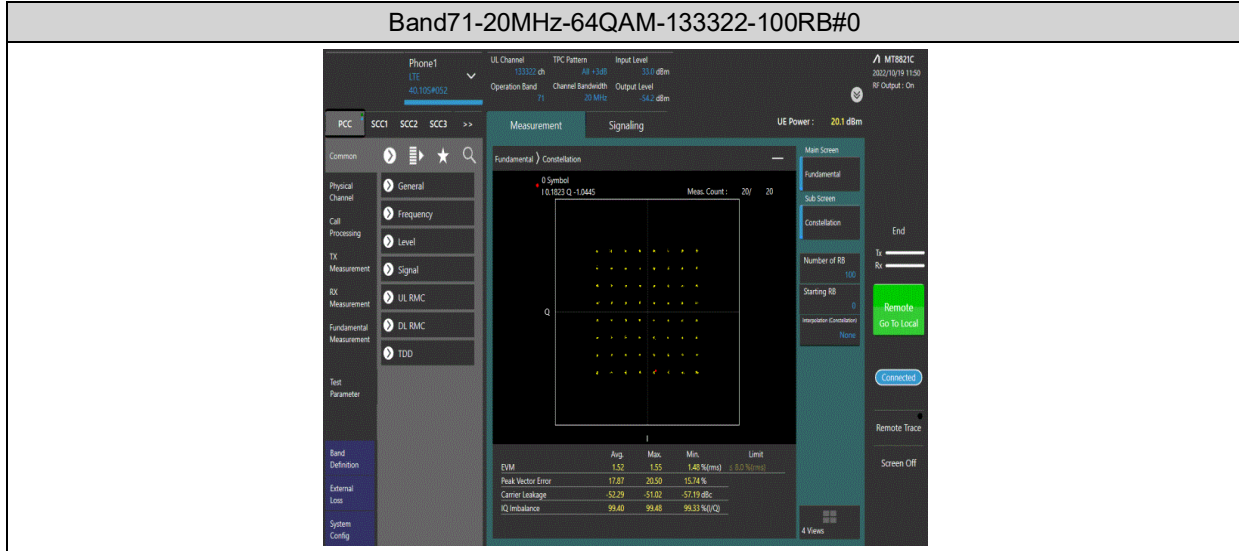 Band71-20MHz-64QAM-133322-100RB#0
Phone1
LTE
40.10S#052
UL Channel
133322 ch
Operation Band
71
TPC Pattern
All +3dB
Channel Bandwidth
20 MHz
Input Level
33.0 dBm
Output Level
-54.2 dBm
MT8821C
2022/10/19 11:50
RF Output : On
PCC SCC1 SCC2 SCC3 >>
Measurement Signaling
UE Power : 20.1 dBm
Common
Physical
Channel
Call
Processing
TX
Measurement
RX
Measurement
Fundamental
Measurement
Test
Parameter
Band
Definition
External
Loss
System
Config
General
Frequency
Level
Signal
UL RMC
DL RMC
TDD
Fundamental ⟩ Constellation
0 Symbol
I 0.1823 Q -1.0445
Meas. Count : 20/ 20
Q
I
Avg. Max. Min. Limit
EVM 1.52 1.55 1.48 %(rms) ≤ 8.0 %(rms)
Peak Vector Error 17.87 20.50 15.74 %
Carrier Leakage -52.29 -51.02 -57.19 dBc
IQ Imbalance 99.40 99.48 99.33 %(I/Q)
Main Screen
Fundamental
Sub Screen
Constellation
Number of RB
100
Starting RB
0
Interpolation (Constellation)
None
4 Views
End
Tx
Rx
Remote
Go To Local
Connected
Remote Trace
Screen Off